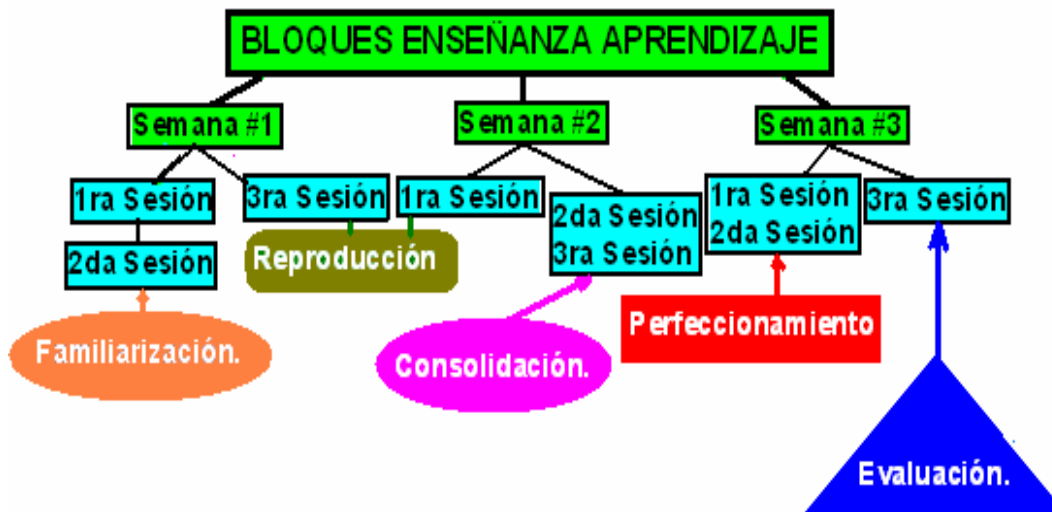 BLOQUES ENSEÑANZA APRENDIZAJE
Semana #1
Semana #2
Semana #3
1ra Sesión
3ra Sesión
1ra Sesión
2da Sesión
3ra Sesión
1ra Sesión
2da Sesión
3ra Sesión
2da Sesión
Reproducción
Familiarización.
Consolidación.
Perfeccionamiento
Evaluación.